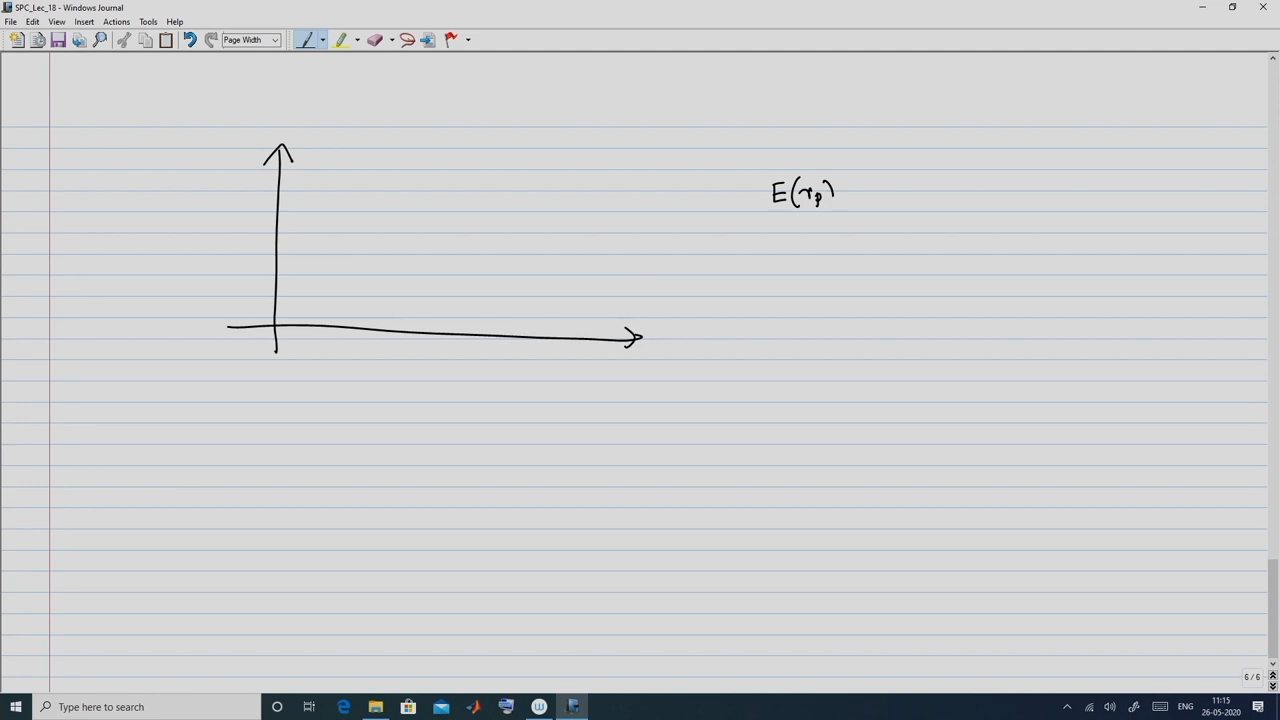 SPC_Lec_18 - Windows Journal
File Edit View Insert Actions Tools Help
Page Width
E(rₚ)
6 / 6
Type here to search
ENG
11:15
26-05-2020